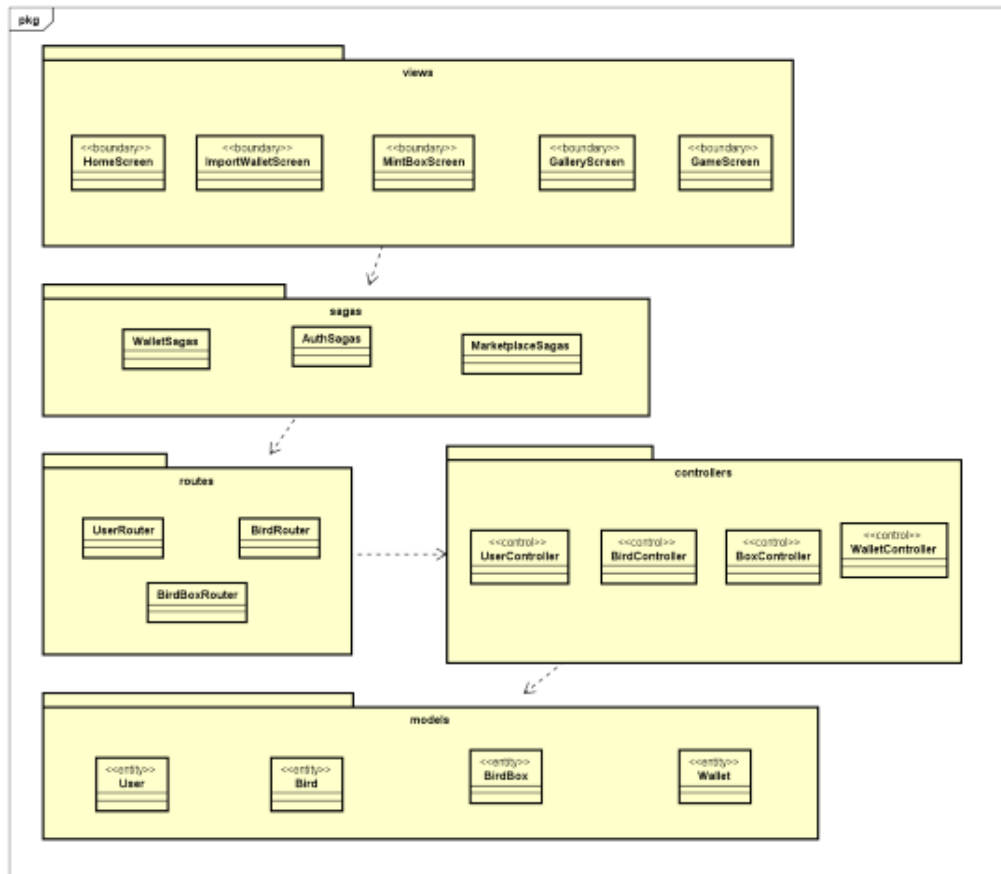 pkg
views
<<boundary>>
HomeScreen
<<boundary>>
ImportWalletScreen
<<boundary>>
MintBoxScreen
<<boundary>>
GalleryScreen
<<boundary>>
GameScreen
sagas
WalletSagas
AuthSagas
MarketplaceSagas
routes
UserRouter
BirdRouter
BirdBoxRouter
controllers
<<control>>
UserController
<<control>>
BirdController
<<control>>
BoxController
<<control>>
WalletController
models
<<entity>>
User
<<entity>>
Bird
<<entity>>
BirdBox
<<entity>>
Wallet